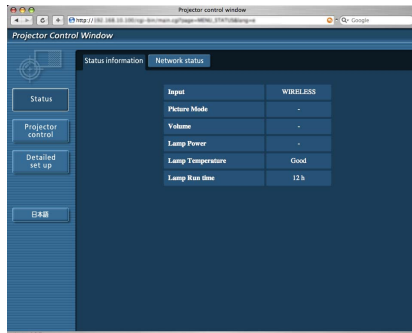 Projector control window
Google
Projector Control Window
Status information
Network status
Status
Projector
control
Detailed
set up
日本語
Input WIRELESS
Picture Mode -
Volume -
Lamp Power -
Lamp Temperature Good
Lamp Run time 12 h